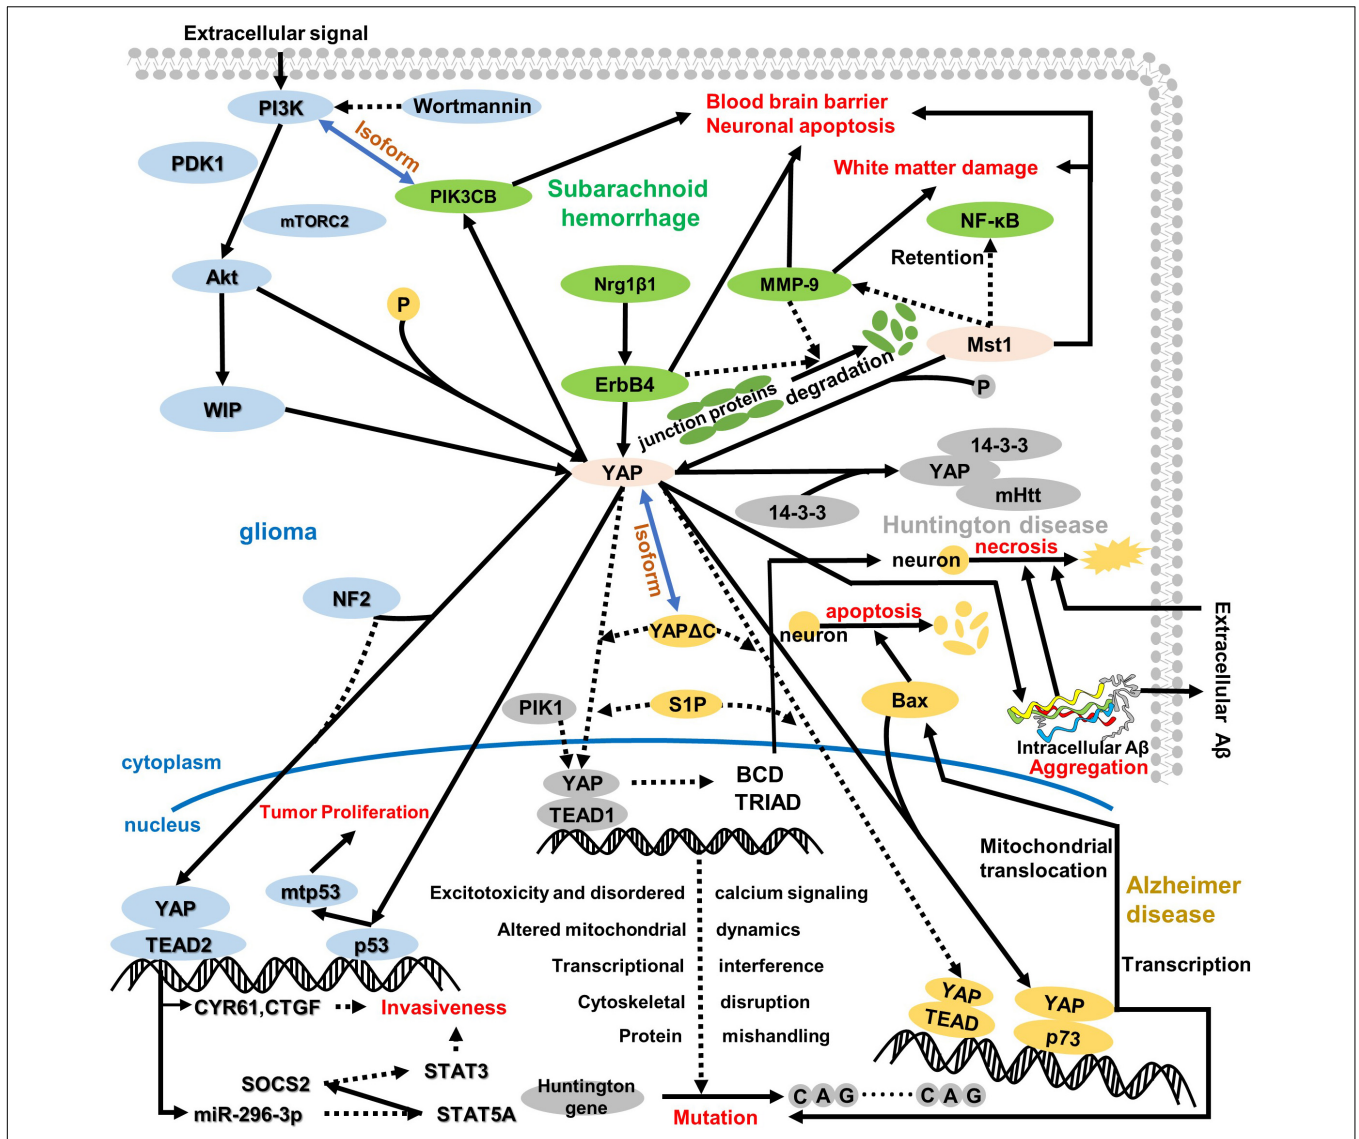 Extracellular signal
PI3K
Wortmannin
Isoform
PDK1
mTORC2
PIK3CB
Akt
WIP
P
Subarachnoid
hemorrhage
Blood brain barrier
Neuronal apoptosis
White matter damage
NF-κB
Retention
Nrg1β1
MMP-9
Mst1
ErbB4
junction proteins
degradation
P
YAP
14-3-3
YAP
mHtt
14-3-3
Huntington disease
glioma
Isoform
neuron
necrosis
NF2
YAPΔC
apoptosis
neuron
Extracellular Aβ
PIK1
S1P
Bax
Intracellular Aβ
Aggregation
cytoplasm
nucleus
YAP
TEAD1
BCD
TRIAD
Tumor Proliferation
mtp53
YAP
TEAD2
p53
Mitochondrial
translocation
Alzheimer
disease
Transcription
Excitotoxicity and disordered calcium signaling
Altered mitochondrial dynamics
Transcriptional interference
Cytoskeletal disruption
Protein mishandling
YAP
TEAD
YAP
p73
CYR61,CTGF
Invasiveness
STAT3
SOCS2
miR-296-3p
STAT5A
Huntington
gene
Mutation
C A G ...... C A G